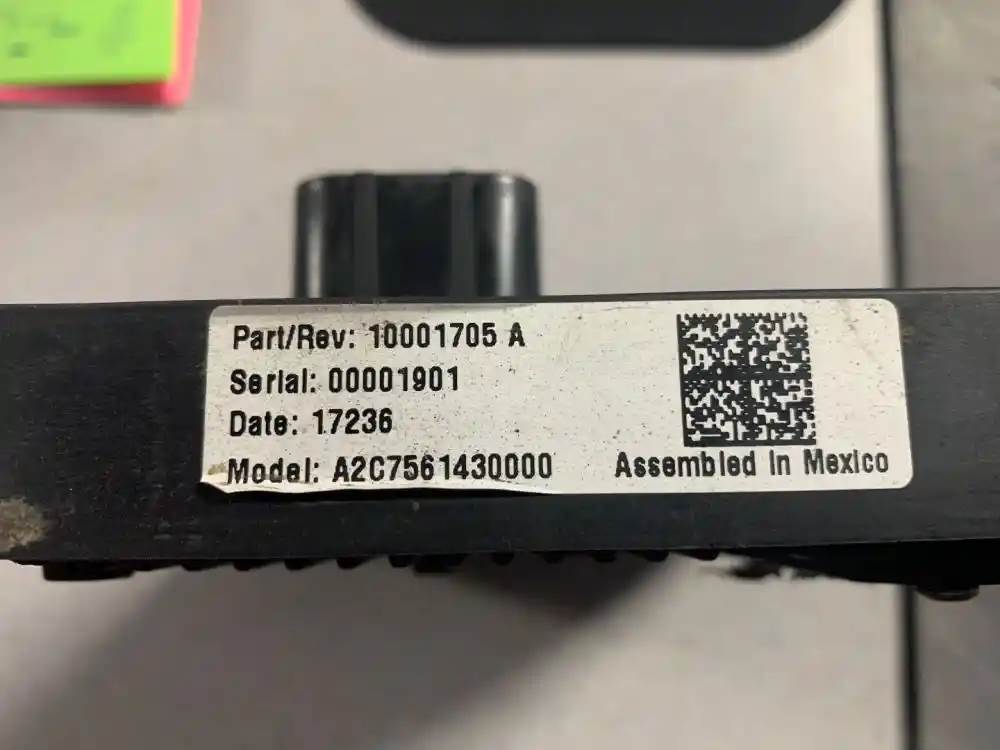 Part/Rev: 10001705 A
Serial: 00001901
Date: 17236
Model: A2C7561430000
Assembled In Mexico